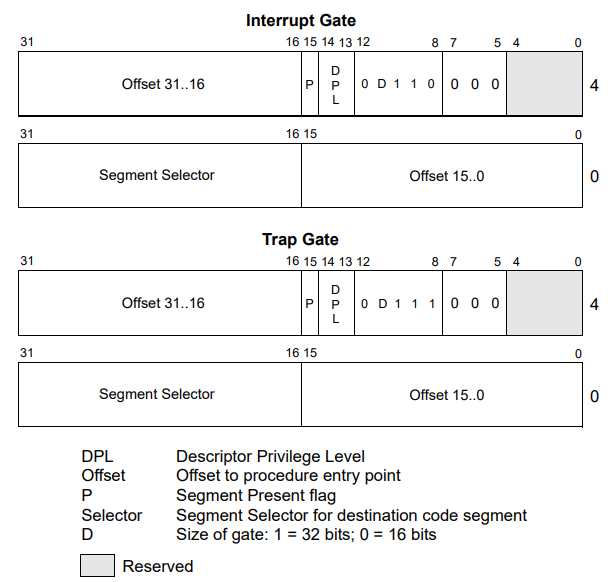 Interrupt Gate
31 16 15 14 13 12 8 7 5 4 0
Offset 31..16 P DPL 0 D 1 1 0 0 0 0 4
31 16 15 0
Segment Selector Offset 15..0 0
Trap Gate
31 16 15 14 13 12 8 7 5 4 0
Offset 31..16 P DPL 0 D 1 1 1 0 0 0 4
31 16 15 0
Segment Selector Offset 15..0 0
DPL Descriptor Privilege Level
Offset Offset to procedure entry point
P Segment Present flag
Selector Segment Selector for destination code segment
D Size of gate: 1 = 32 bits; 0 = 16 bits
Reserved